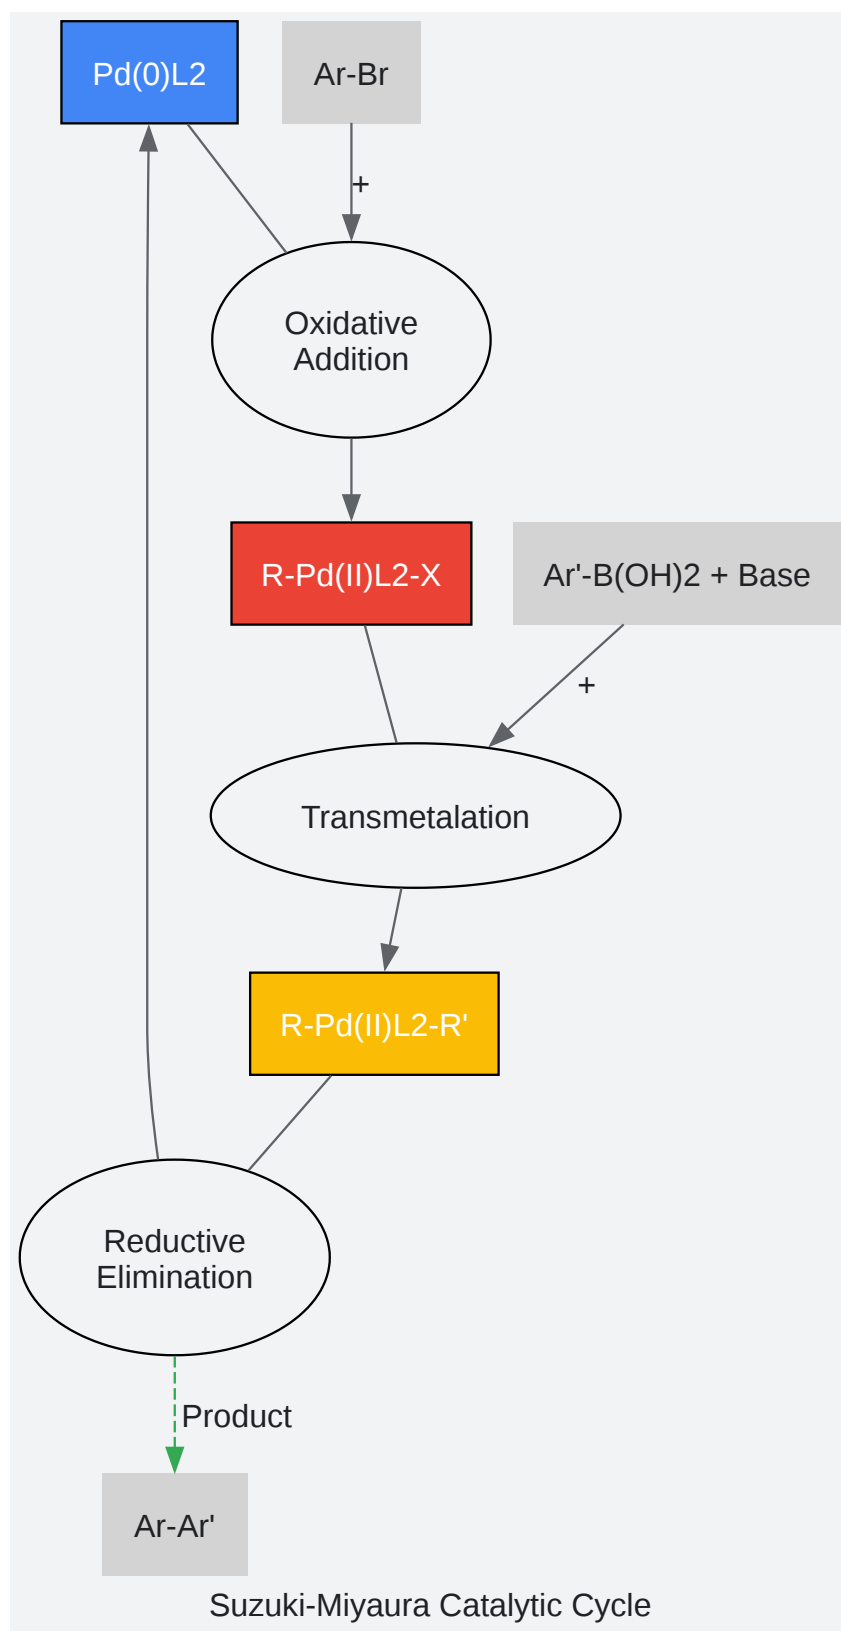 Pd(0)L2
Ar-Br
+
Oxidative
Addition
R-Pd(II)L2-X
Ar'-B(OH)2 + Base
+
Transmetalation
R-Pd(II)L2-R'
Reductive
Elimination
Product
Ar-Ar'
Suzuki-Miyaura Catalytic Cycle